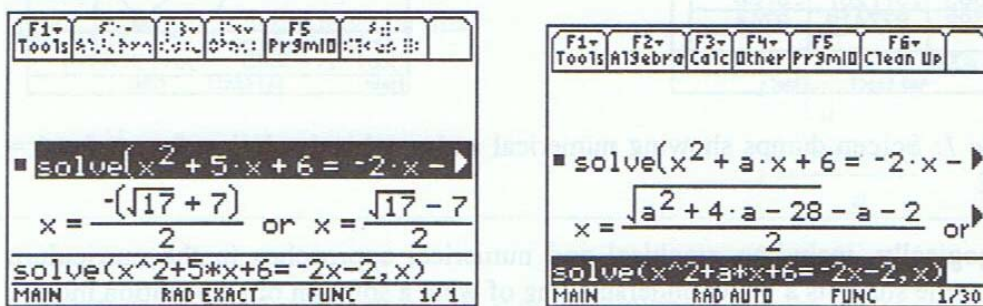 F1▾ Tools F5 PrgmIO
■ solve(x² + 5·x + 6 = -2·x - ▶
x = -(√17 + 7)/2 or x = √17 - 7/2
solve(x^2+5*x+6=-2x-2,x)
MAIN RAD EXACT FUNC 1/1
F1▾ Tools F2▾ Algebra F3▾ Calc F4▾ Other F5 PrgmIO F6▾ Clean Up
■ solve(x² + a·x + 6 = -2·x - ▶
x = √a² + 4·a - 28 - a - 2/2 or ▶
solve(x^2+a*x+6=-2x-2,x)
MAIN RAD AUTO FUNC 1/30